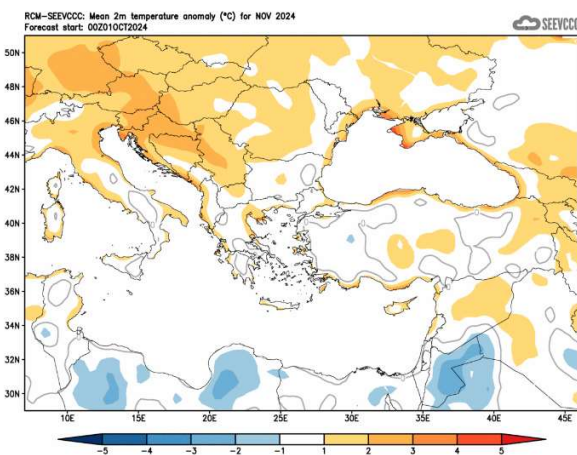 RCM-SEEVCCC: Mean 2m temperature anomaly (°C) for NOV 2024
Forecast start: 00Z01OCT2024
SEEVCCC
50N
48N
46N
44N
42N
40N
38N
36N
34N
32N
30N
10E 15E 20E 25E 30E 35E 40E 45E
-5 -4 -3 -2 -1 1 2 3 4 5